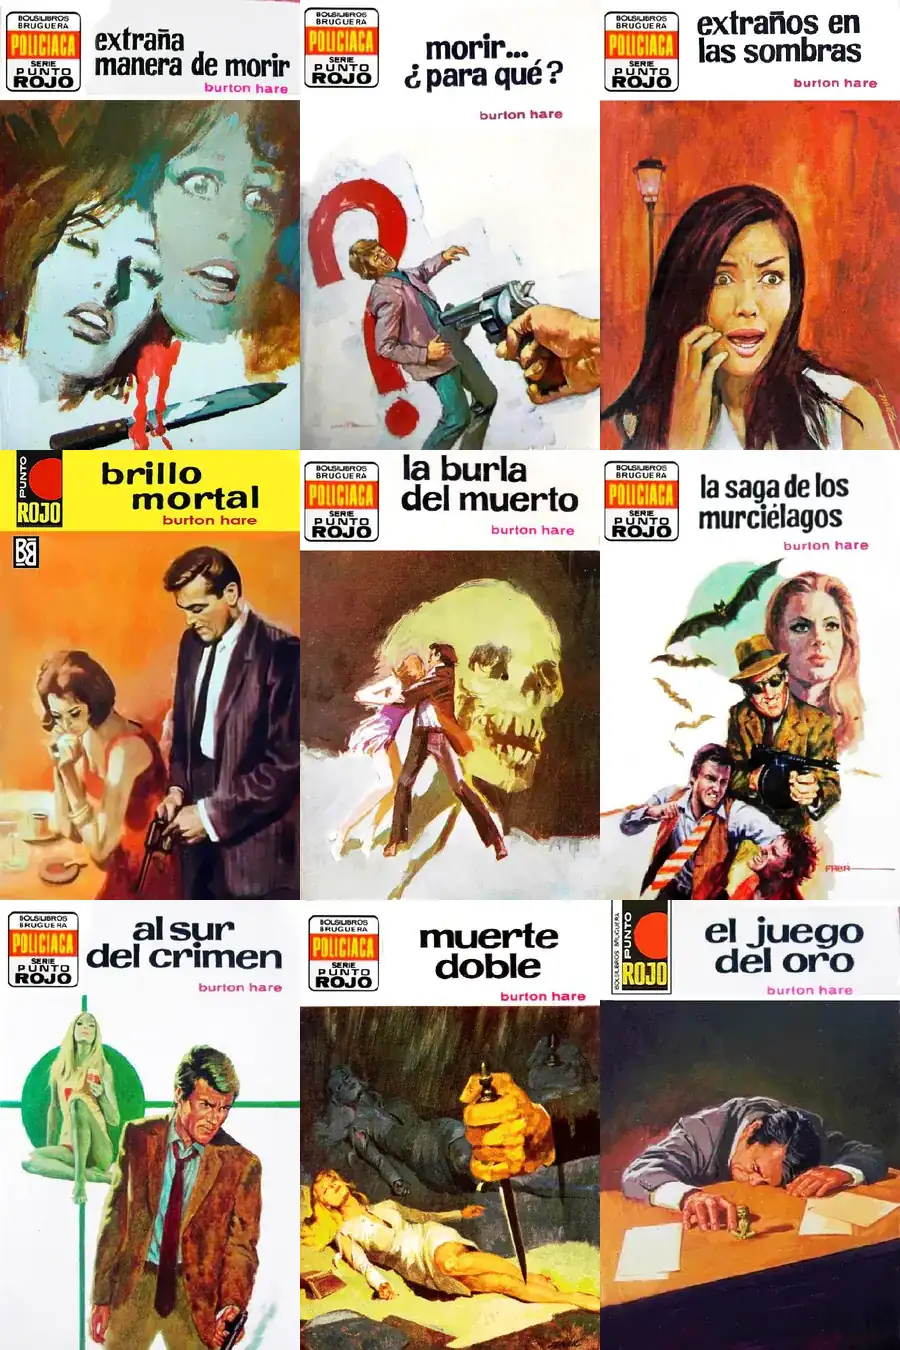 BOLSILIBROS
BRUGUERA
POLICIACA
SERIE
PUNTO
ROJO
extraña
manera de morir
burton hare
BOLSILIBROS
BRUGUERA
POLICIACA
SERIE
PUNTO
ROJO
morir...
¿para qué?
burton hare
BOLSILIBROS
BRUGUERA
POLICIACA
SERIE
PUNTO
ROJO
extraños en
las sombras
burton hare
PUNTO
ROJO
BB
brillo
mortal
burton hare
BOLSILIBROS
BRUGUERA
POLICIACA
SERIE
PUNTO
ROJO
la burla
del muerto
burton hare
BOLSILIBROS
BRUGUERA
POLICIACA
SERIE
PUNTO
ROJO
la saga de los
murciélagos
burton hare
FABÁ
BOLSILIBROS
BRUGUERA
POLICIACA
SERIE
PUNTO
ROJO
al sur
del crimen
burton hare
BOLSILIBROS
BRUGUERA
POLICIACA
SERIE
PUNTO
ROJO
muerte
doble
burton hare
BOLSILIBROS BRUGUERA
PUNTO
ROJO
el juego
del oro
burton hare